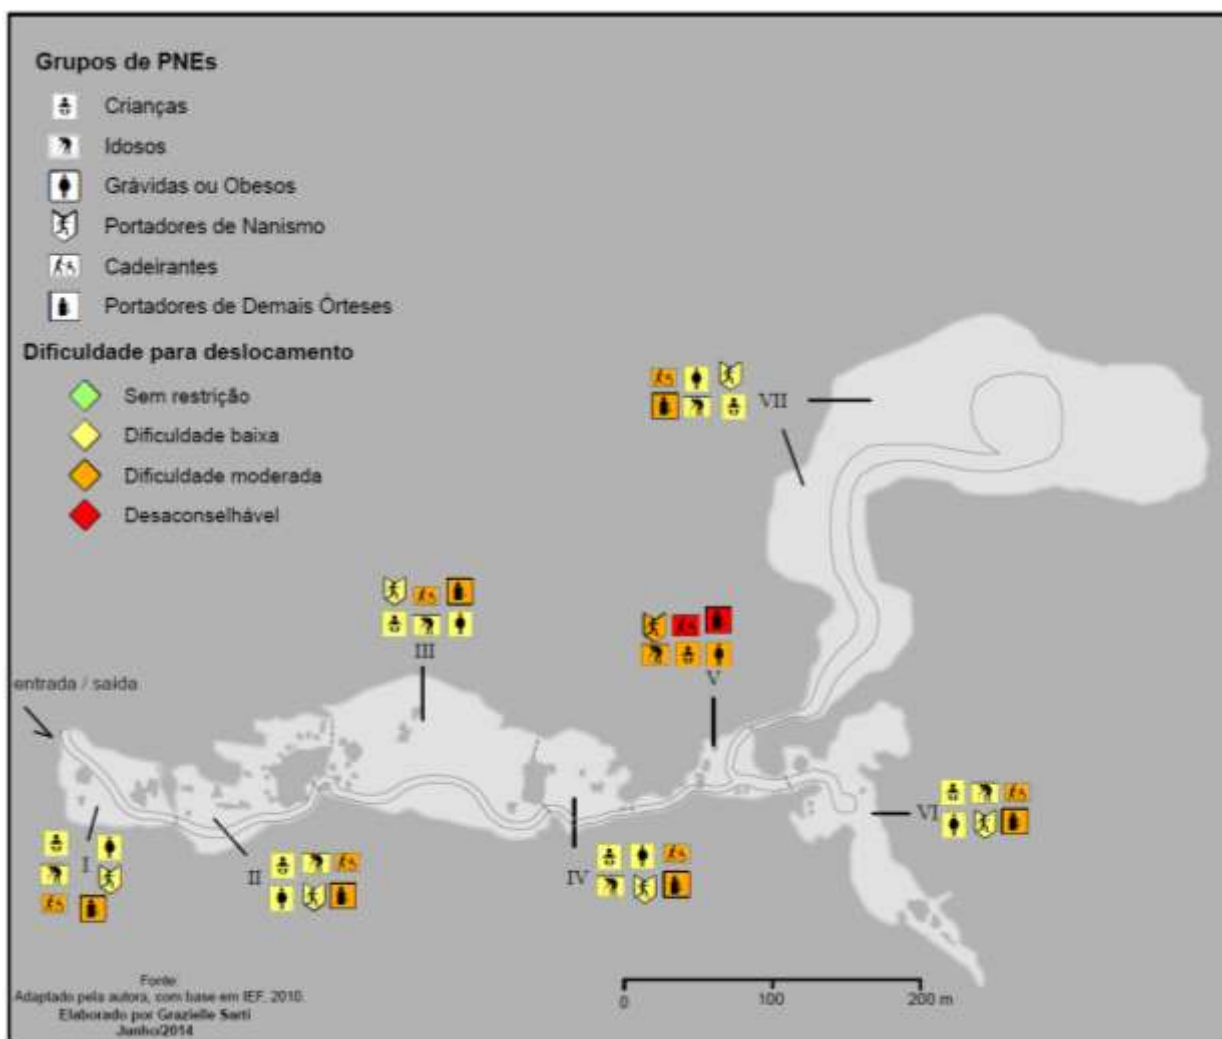 Grupos de PNEs
Crianças
Idosos
Grávidas ou Obesos
Portadores de Nanismo
Cadeirantes
Portadores de Demais Órteses
Dificuldade para deslocamento
Sem restrição
Dificuldade baixa
Dificuldade moderada
Desaconselhável
VII
III
V
entrada / saída
I
II
IV
VI
Fonte:
Adaptado pela autora, com base em IEF, 2010.
Elaborado por Grazielle Sarti
Junho/2014
0 100 200 m